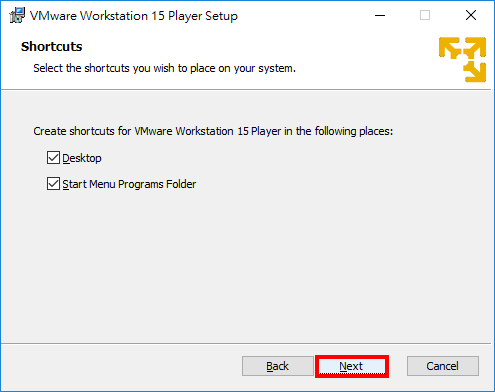 VMware Workstation 15 Player Setup
Shortcuts
Select the shortcuts you wish to place on your system.
Create shortcuts for VMware Workstation 15 Player in the following places:
Desktop
Start Menu Programs Folder
Back Next Cancel